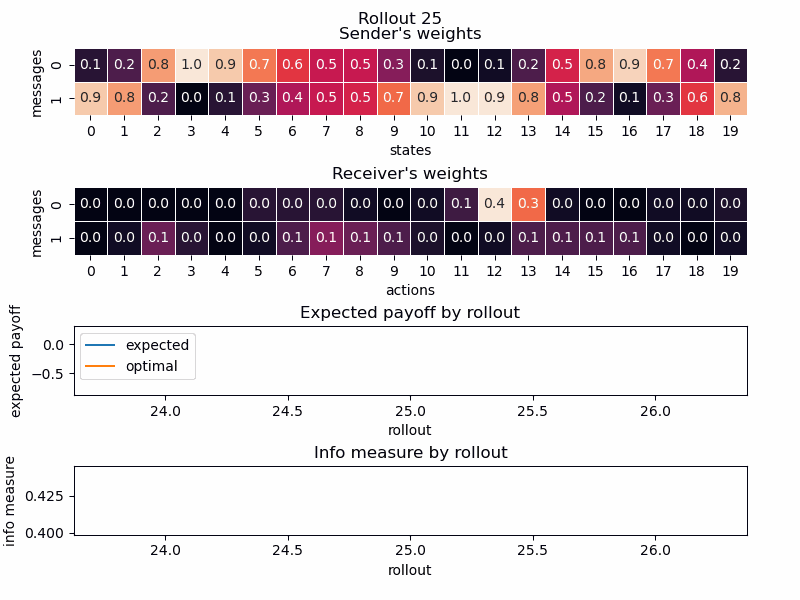 Rollout 25
Sender's weights
messages
0 0.1 0.2 0.8 1.0 0.9 0.7 0.6 0.5 0.5 0.3 0.1 0.0 0.1 0.2 0.5 0.8 0.9 0.7 0.4 0.2
1 0.9 0.8 0.2 0.0 0.1 0.3 0.4 0.5 0.5 0.7 0.9 1.0 0.9 0.8 0.5 0.2 0.1 0.3 0.6 0.8
0 1 2 3 4 5 6 7 8 9 10 11 12 13 14 15 16 17 18 19
states
Receiver's weights
messages
0 0.0 0.0 0.0 0.0 0.0 0.0 0.0 0.0 0.0 0.0 0.0 0.1 0.4 0.3 0.0 0.0 0.0 0.0 0.0 0.0
1 0.0 0.0 0.1 0.0 0.0 0.0 0.1 0.1 0.1 0.1 0.0 0.0 0.0 0.1 0.1 0.1 0.1 0.0 0.0 0.0
0 1 2 3 4 5 6 7 8 9 10 11 12 13 14 15 16 17 18 19
actions
Expected payoff by rollout
expected payoff
0.0
−0.5
expected
optimal
24.0 24.5 25.0 25.5 26.0
rollout
Info measure by rollout
info measure
0.425
0.400
24.0 24.5 25.0 25.5 26.0
rollout